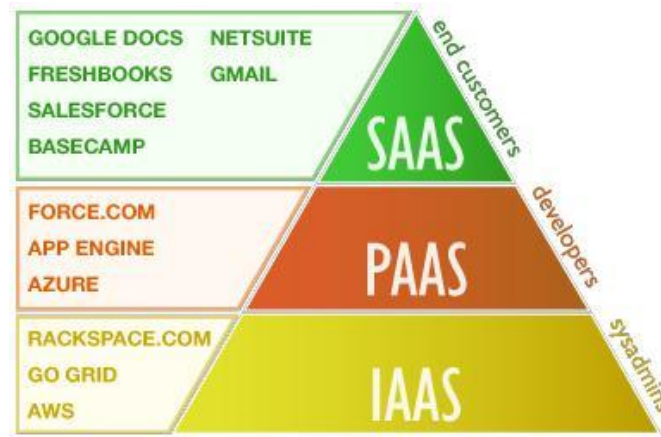 GOOGLE DOCS NETSUITE
FRESHBOOKS GMAIL
SALESFORCE
BASECAMP
SAAS
end customers
FORCE.COM
APP ENGINE
AZURE
PAAS
developers
RACKSPACE.COM
GO GRID
AWS
IAAS
sysadmins